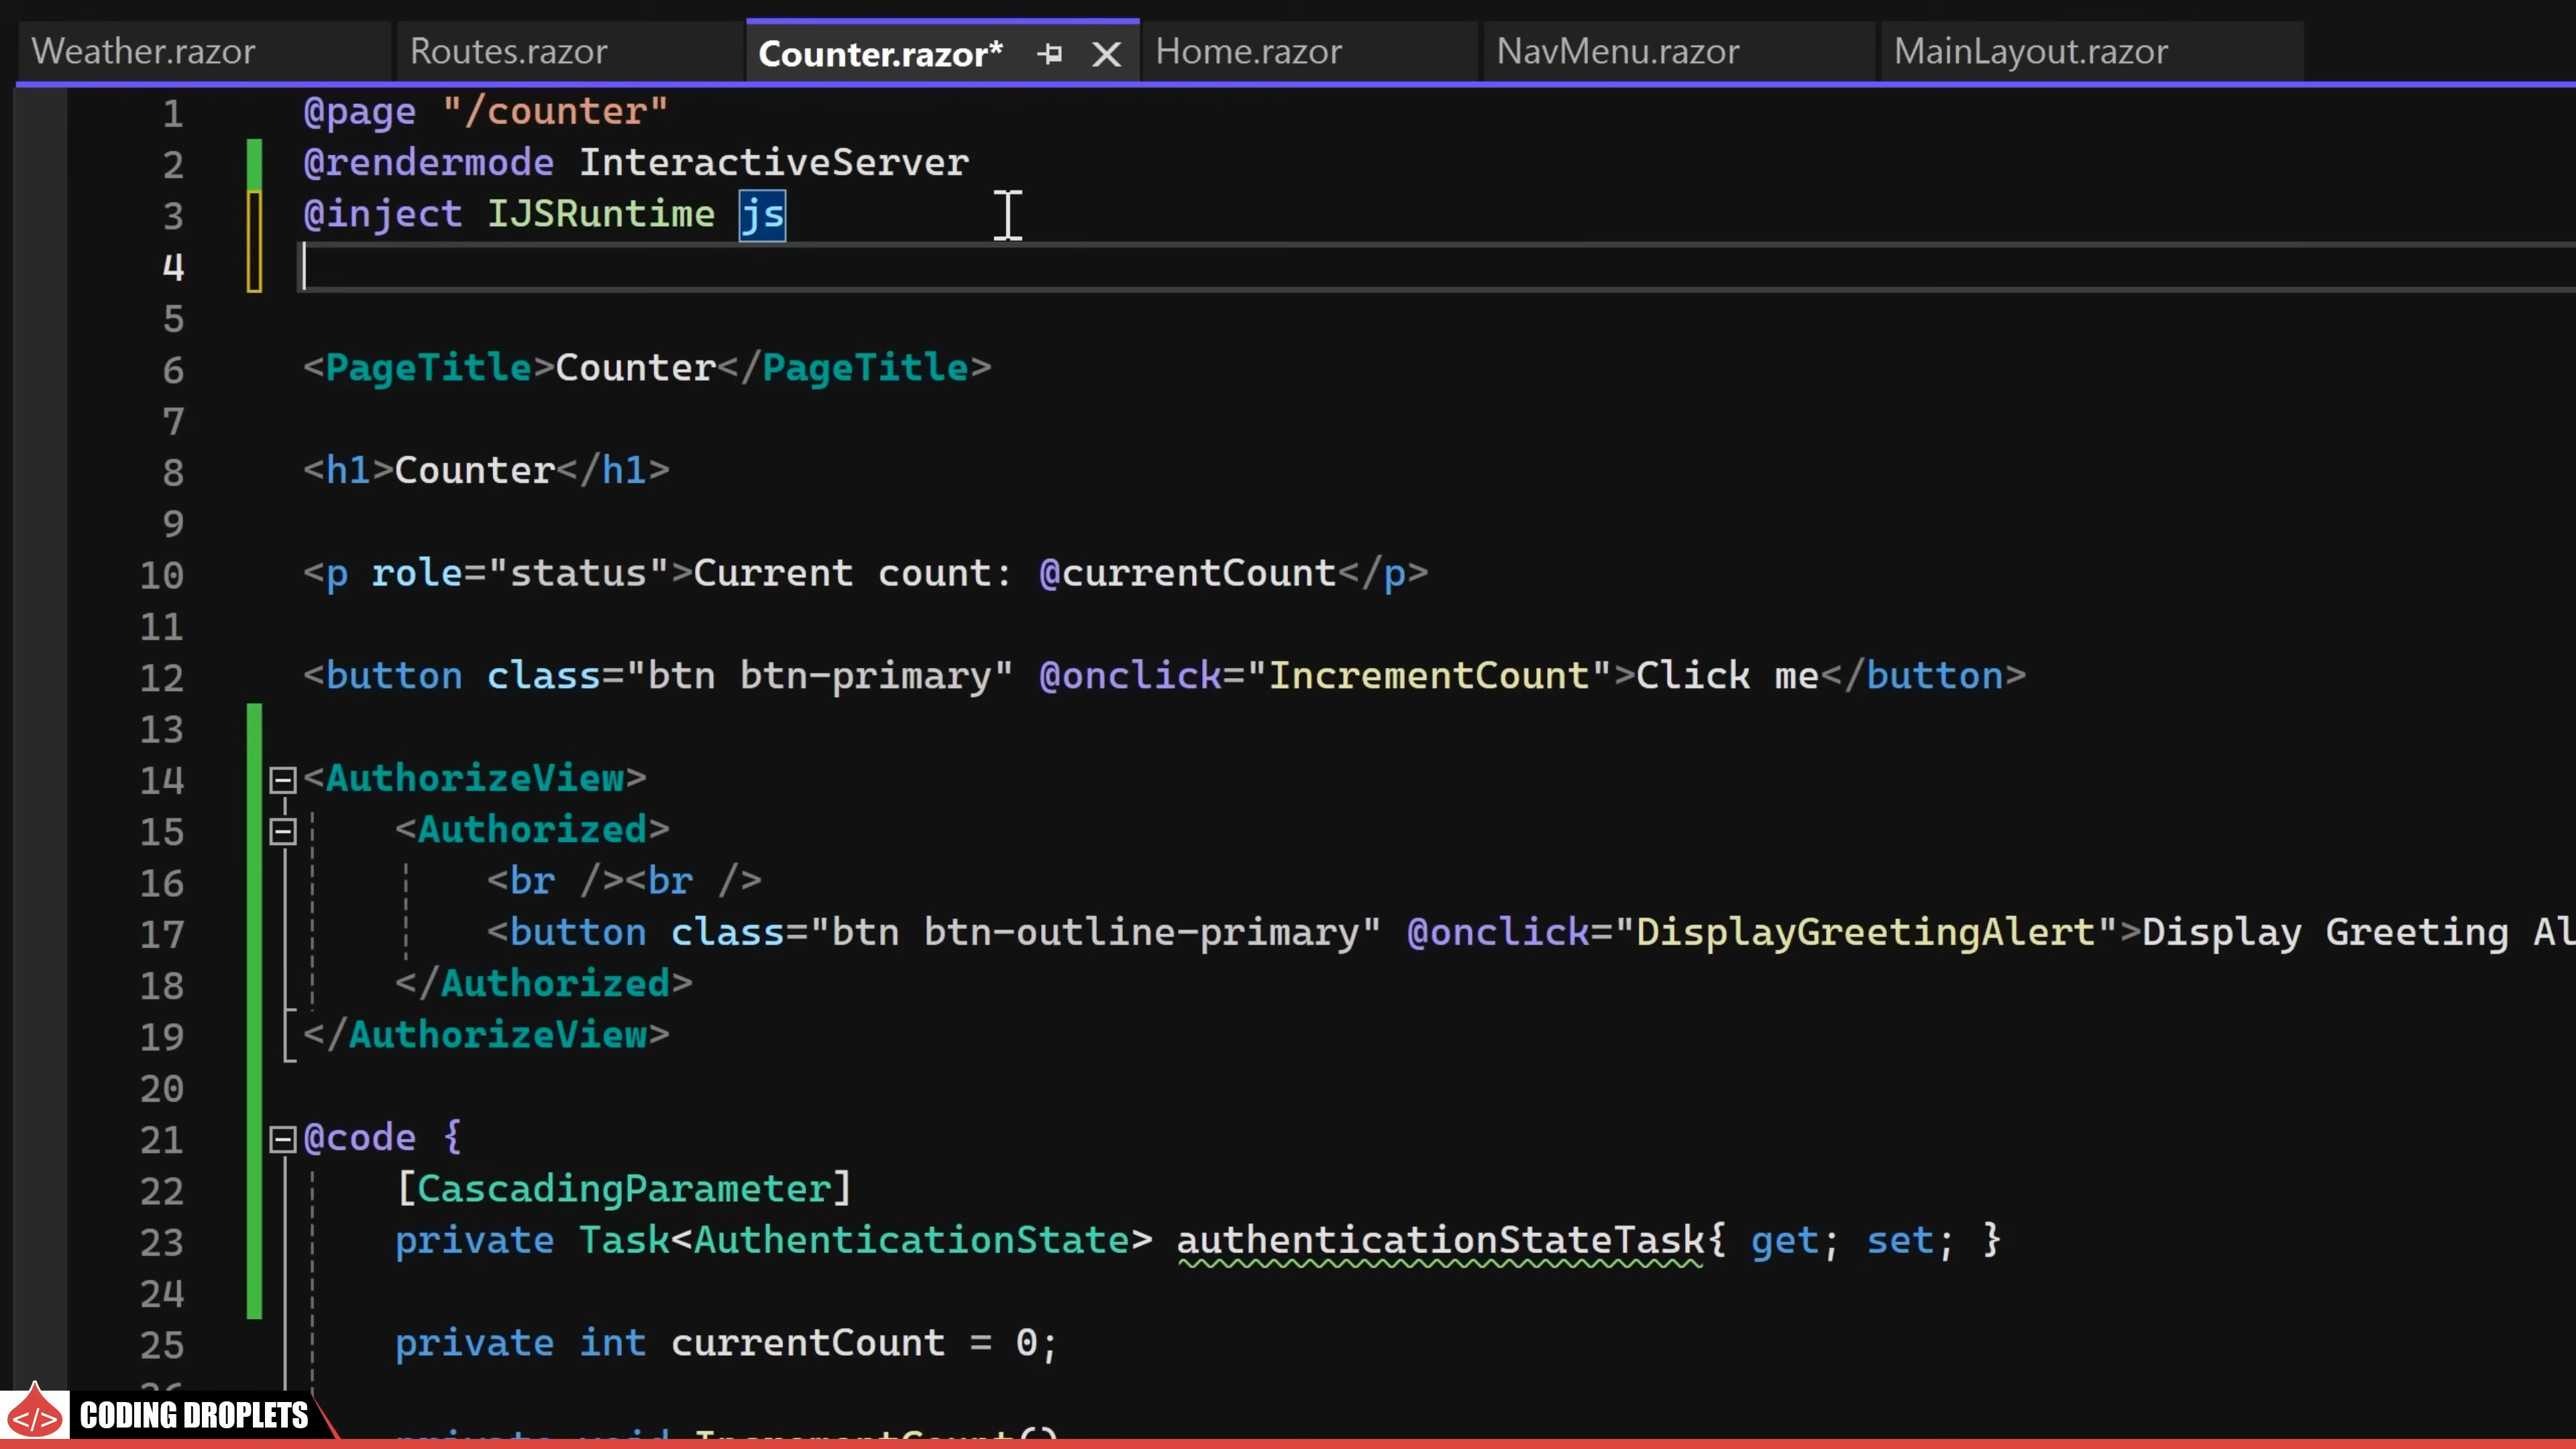 Weather.razor Routes.razor Counter.razor* Home.razor NavMenu.razor MainLayout.razor
1 @page "/counter"
2 @rendermode InteractiveServer
3 @inject IJSRuntime js
4
5
6 <PageTitle>Counter</PageTitle>
7
8 <h1>Counter</h1>
9
10 <p role="status">Current count: @currentCount</p>
11
12 <button class="btn btn-primary" @onclick="IncrementCount">Click me</button>
13
14 <AuthorizeView>
15     <Authorized>
16         <br /><br />
17         <button class="btn btn-outline-primary" @onclick="DisplayGreetingAlert">Display Greeting Al
18     </Authorized>
19 </AuthorizeView>
20
21 @code {
22     [CascadingParameter]
23     private Task<AuthenticationState> authenticationStateTask{ get; set; }
24
25     private int currentCount = 0;
26
private void IncrementCount()
</> CODING DROPLETS